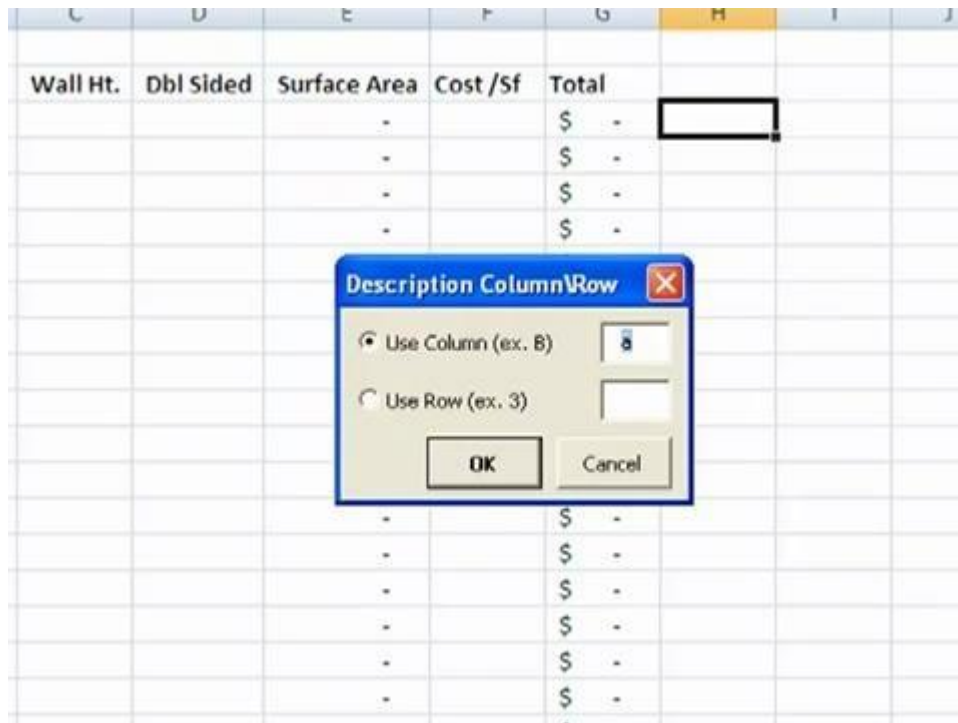 C D E F G H I J
Wall Ht. Dbl Sided Surface Area Cost /Sf Total
- $ -
- $ -
- $ -
- $ -
Description Column\Row
Use Column (ex. B) a
Use Row (ex. 3)
OK Cancel
- $ -
- $ -
- $ -
- $ -
- $ -
- $ -